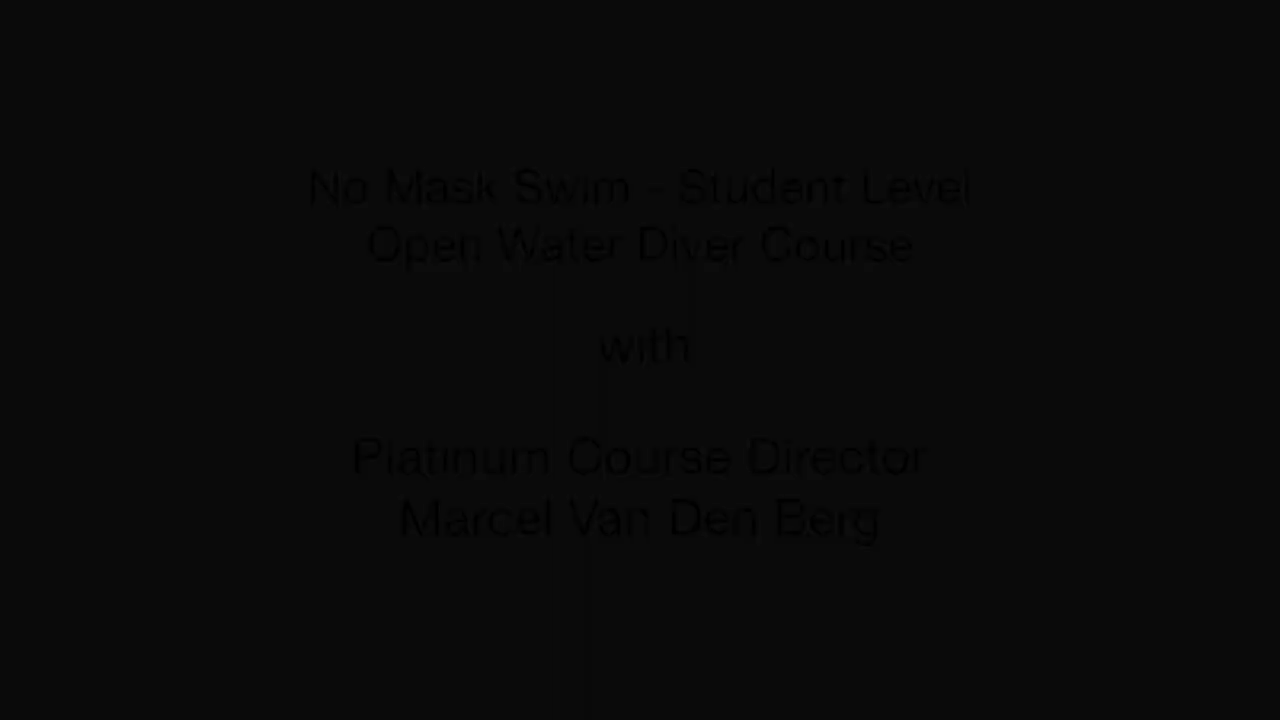 No Mask Swim - Student Level
Open Water Diver Course
with
Platinum Course Director
Marcel Van Den Berg